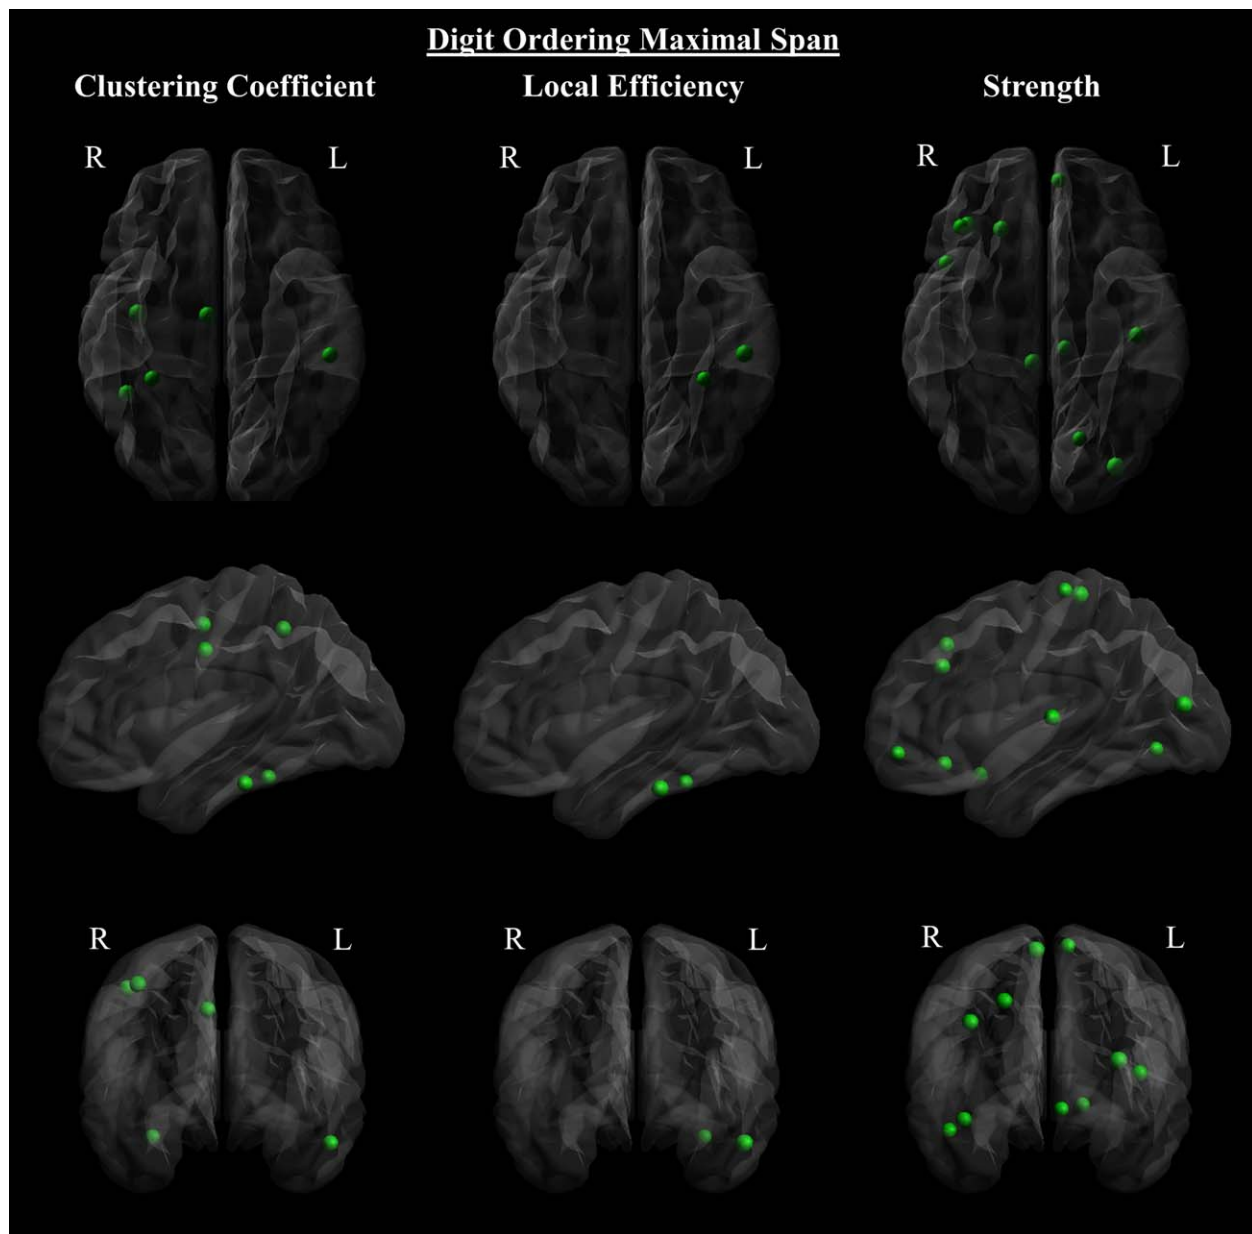 Digit Ordering Maximal Span
Clustering Coefficient
Local Efficiency
Strength
R
L
R
L
R
L
R
L
R
L
R
L